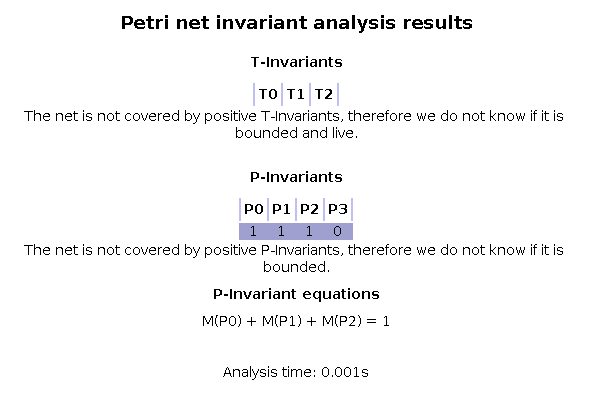 Petri net invariant analysis results
T-Invariants
T0 T1 T2
The net is not covered by positive T-Invariants, therefore we do not know if it is
bounded and live.
P-Invariants
P0 P1 P2 P3
1 1 1 0
The net is not covered by positive P-Invariants, therefore we do not know if it is
bounded.
P-Invariant equations
M(P0) + M(P1) + M(P2) = 1
Analysis time: 0.001s